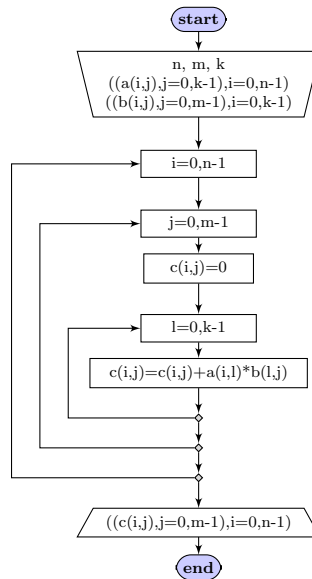 start
n, m, k
((a(i,j),j=0,k-1),i=0,n-1)
((b(i,j),j=0,m-1),i=0,k-1)
i=0,n-1
j=0,m-1
c(i,j)=0
l=0,k-1
c(i,j)=c(i,j)+a(i,l)*b(l,j)
((c(i,j),j=0,m-1),i=0,n-1)
end